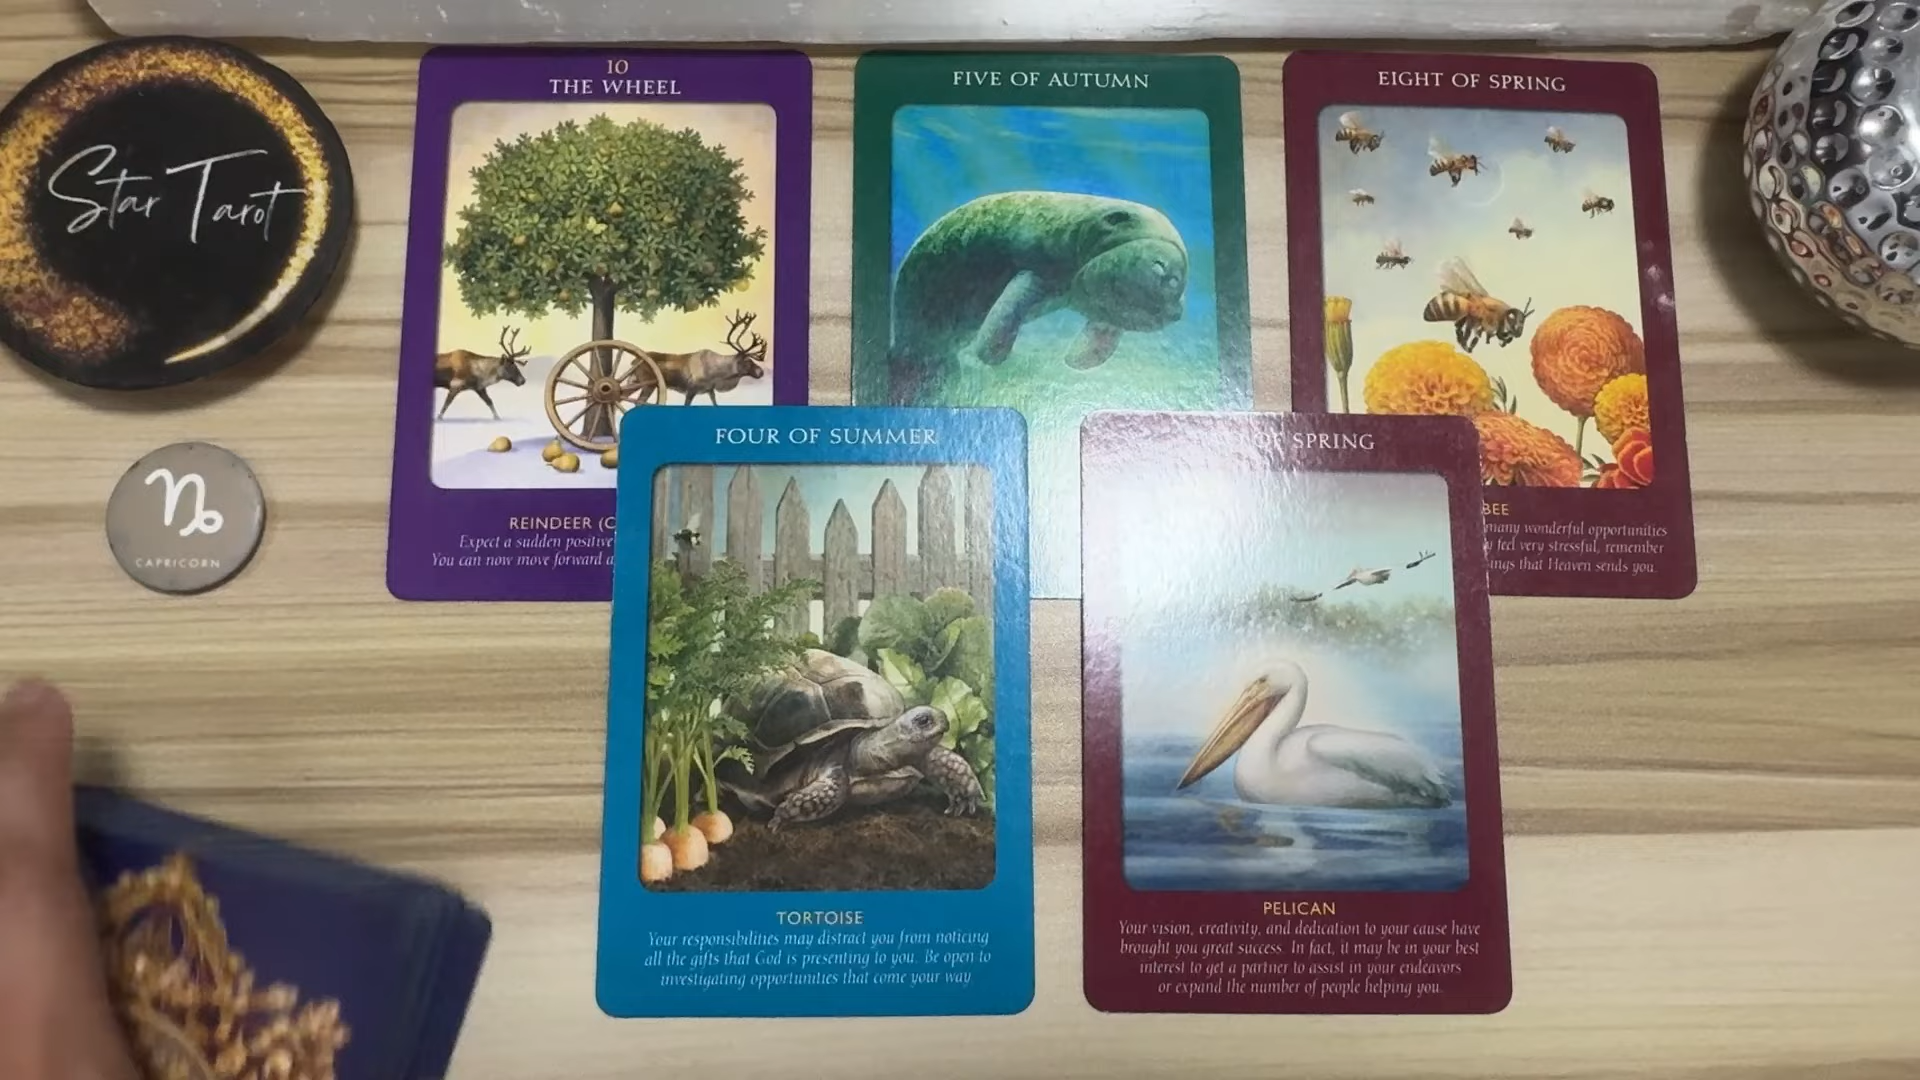 Star Tarot
CAPRICORN
10
THE WHEEL
REINDEER (C
Expect a sudden positive
You can now move forward a
FIVE OF AUTUMN
EIGHT OF SPRING
BEE
many wonderful opportunities
feel very stressful, remember
ings that Heaven sends you.
FOUR OF SUMMER
TORTOISE
Your responsibilities may distract you from noticing
all the gifts that God is presenting to you. Be open to
investigating opportunities that come your way.
OF SPRING
PELICAN
Your vision, creativity, and dedication to your cause have
brought you great success. In fact, it may be in your best
interest to get a partner to assist in your endeavors
or expand the number of people helping you.